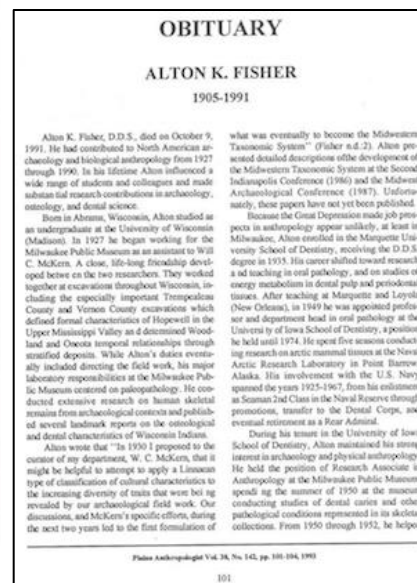 OBITUARY
ALTON K. FISHER
1905-1991
Alton K. Fisher, D.D.S., died on October 9,
1991. He had contributed to North American ar-
chaeology and biological anthropology from 1927
through 1990. In his lifetime Alton influenced a
wide range of students and colleagues and made
substantial research contributions in archaeology,
osteology, and dental science.
Born in Abrams, Wisconsin, Alton studied as
an undergraduate at the University of Wisconsin
(Madison). In 1927 he began working for the
Milwaukee Public Museum as an assistant to Will
C. McKern. A close, life-long friendship devel-
oped betwe en the two researchers. They worked
together at excavations throughout Wisconsin, in-
cluding the especially important Trempealeau
County and Vernon County excavations which
defined formal characteristics of Hopewell in the
Upper Mississippi Valley an d determined Wood-
land and Oneota temporal relationships through
stratified deposits. While Alton's duties eventu-
ally included directing the field work, his major
laboratory responsibilities at the Milwaukee Pub-
lic Museum centered on paleopathology. He con-
ducted extensive research on human skeletal
remains from archaeological contexts and publish-
ed several landmark reports on the osteological
and dental characteristics of Wisconsin Indians.
Alton wrote that "In 1930 I proposed to the
curator of my department, W. C. McKern, that it
might be helpful to attempt to apply a Linnaean
type of classification of cultural characteristics to
the increasing diversity of traits that were bei ng
revealed by our archaeological field work. Our
discussions, and McKern's specific efforts, during
the next two years led to the first formulation of
what was eventually to become the Midwestern
Taxonomic System" (Fisher n.d.:2). Alton pre-
sented detailed descriptions ofthe development of
the Midwestern Taxonomic System at the Second
Indianapolis Conference (1986) and the Midwest
Archaeological Conference (1987). Unfortu-
nately, these papers have not yet been published.
Because the Great Depression made job pros-
pects in anthropology appear unlikely, at least in
Milwaukee, Alton enrolled in the Marquette Uni-
versity School of Dentistry, receiving the D.D.S.
degree in 1935. His career shifted toward research
a nd teaching in oral pathology, and on studies of
energy metabolism in dental pulp and periodontal
tissues. After teaching at Marquette and Loyola
(New Orleans), in 1949 he was appointed profes-
sor and department head in oral pathology at the
Universi ty of Iowa School of Dentistry, a position
he held until 1974. He spent five seasons conduct-
ing research on arctic mammal tissues at the Naval
Arctic Research Laboratory in Point Barrow,
Alaska. His involvement with the U.S. Navy
spanned the years 1925-1967, from his enlistment
as Seaman 2nd Class in the Naval Reserve through
promotions, transfer to the Dental Corps, and
eventual retirement as a Rear Admiral.
During his tenure in the University of Iowa
School of Dentistry, Alton maintained his strong
interest in archaeology and physical anthropology.
He held the position of Research Associate in
Anthropology at the Milwaukee Public Museum,
spendi ng the summer of 1950 at the museum
conducting studies of dental caries and other
pathological conditions represented in its skeletal
collections. From 1950 through 1952, he helped
Plains Anthropologist Vol. 38, No. 142, pp. 101-104, 1993
101